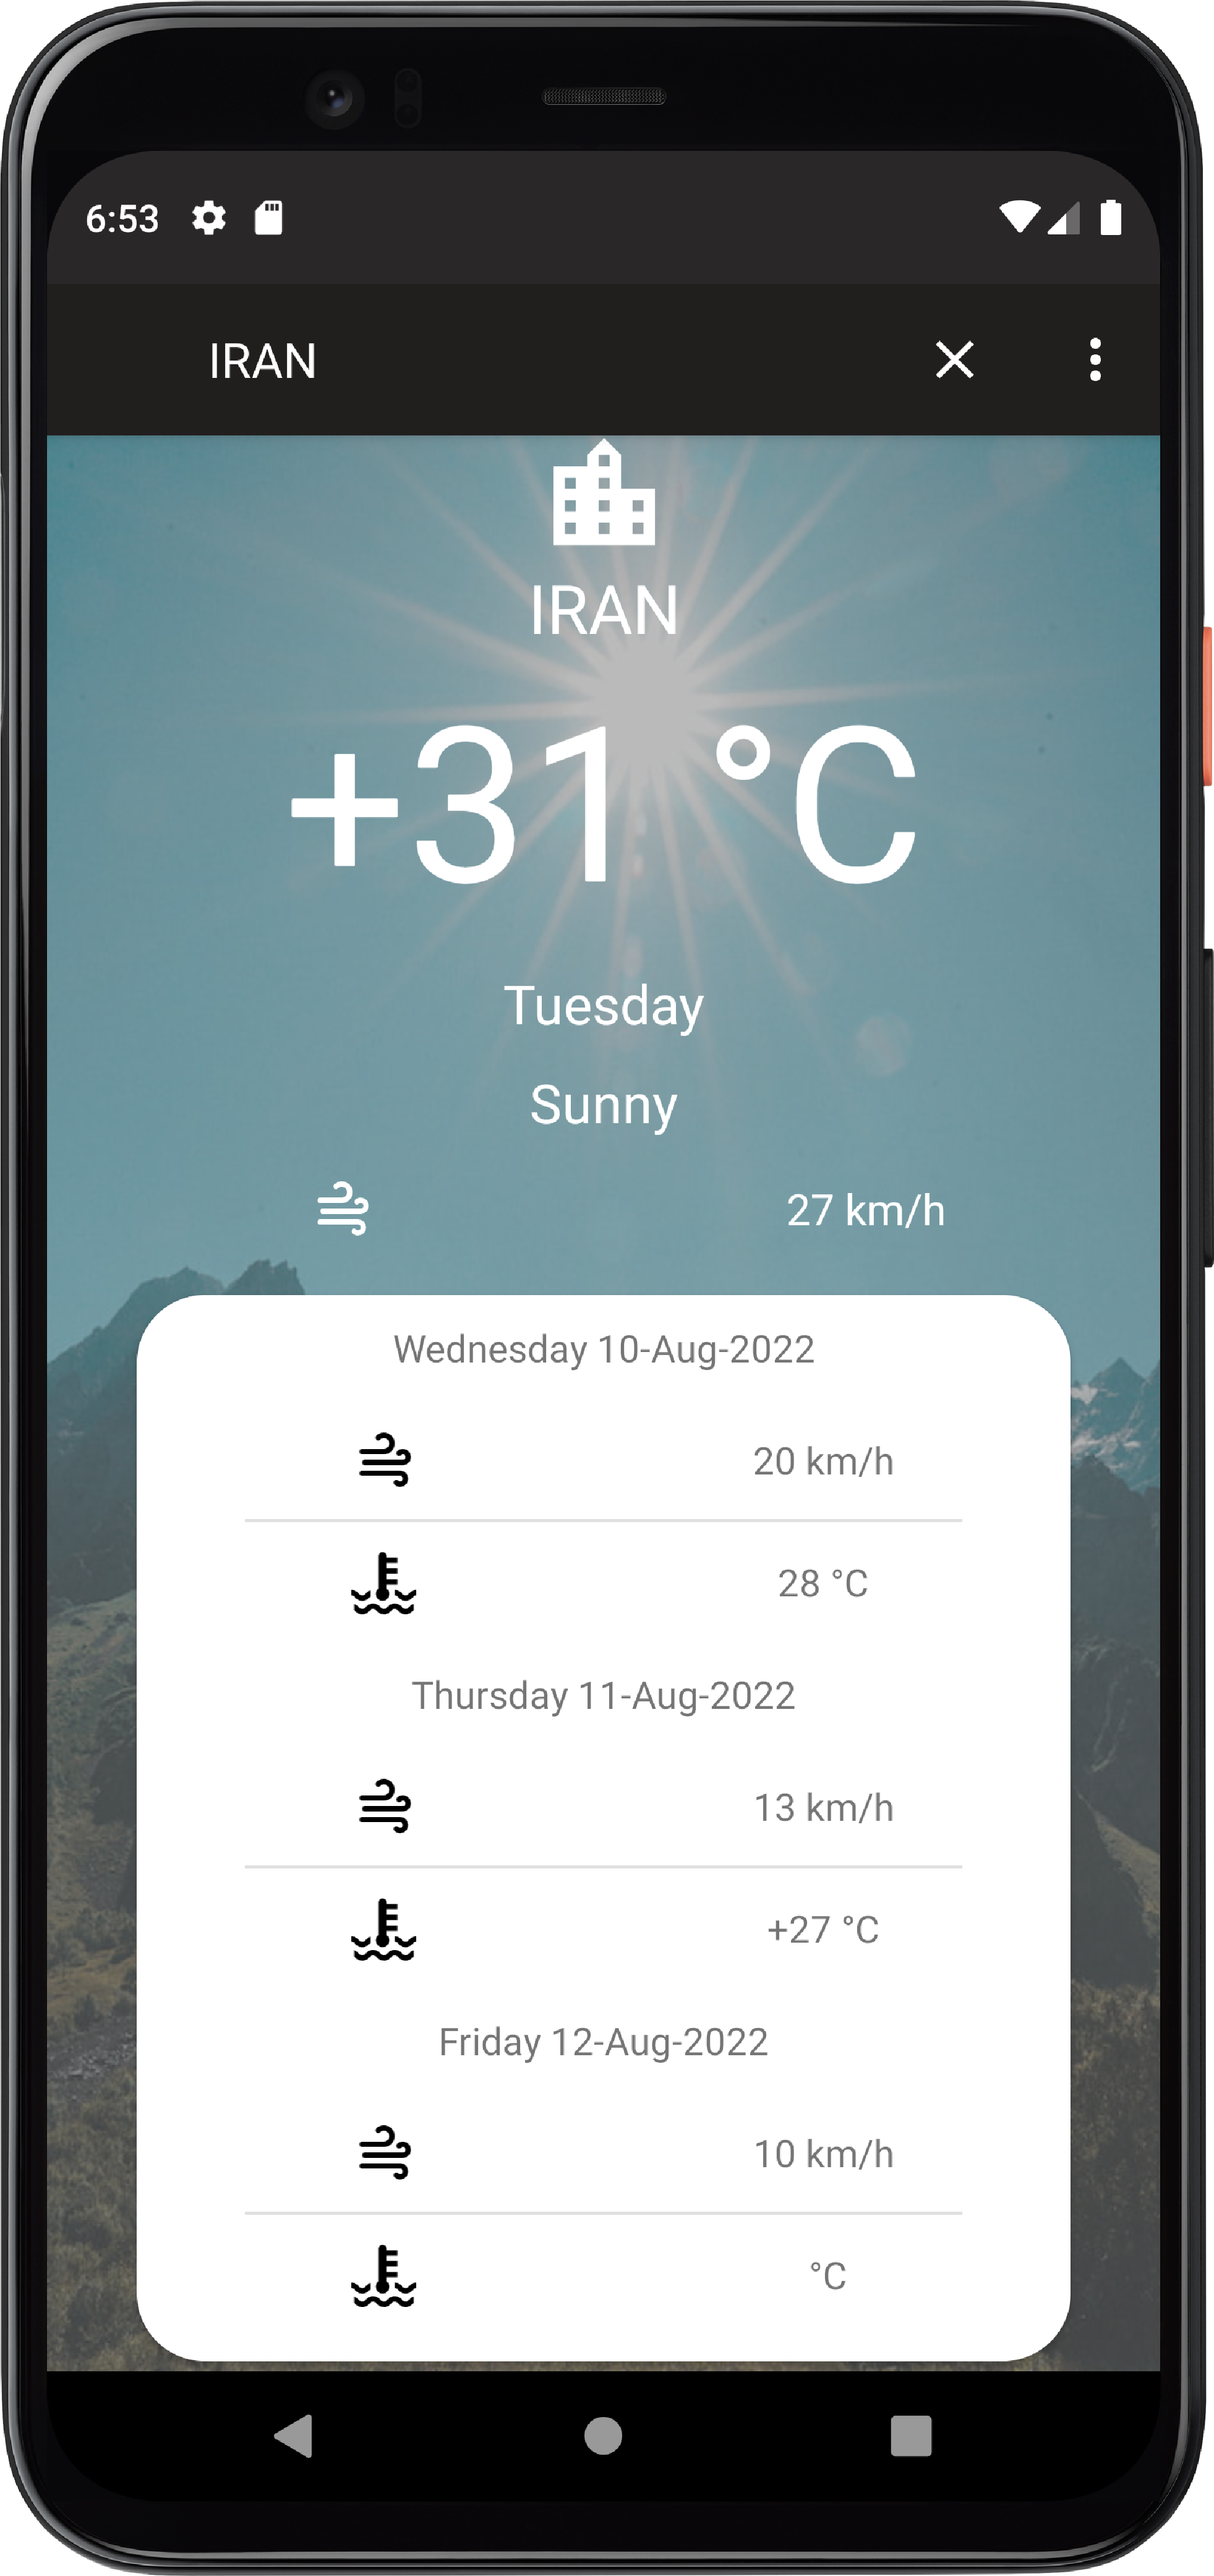 6:53
IRAN
IRAN
+31 °C
Tuesday
Sunny
27 km/h
Wednesday 10-Aug-2022
20 km/h
28 °C
Thursday 11-Aug-2022
13 km/h
+27 °C
Friday 12-Aug-2022
10 km/h
°C